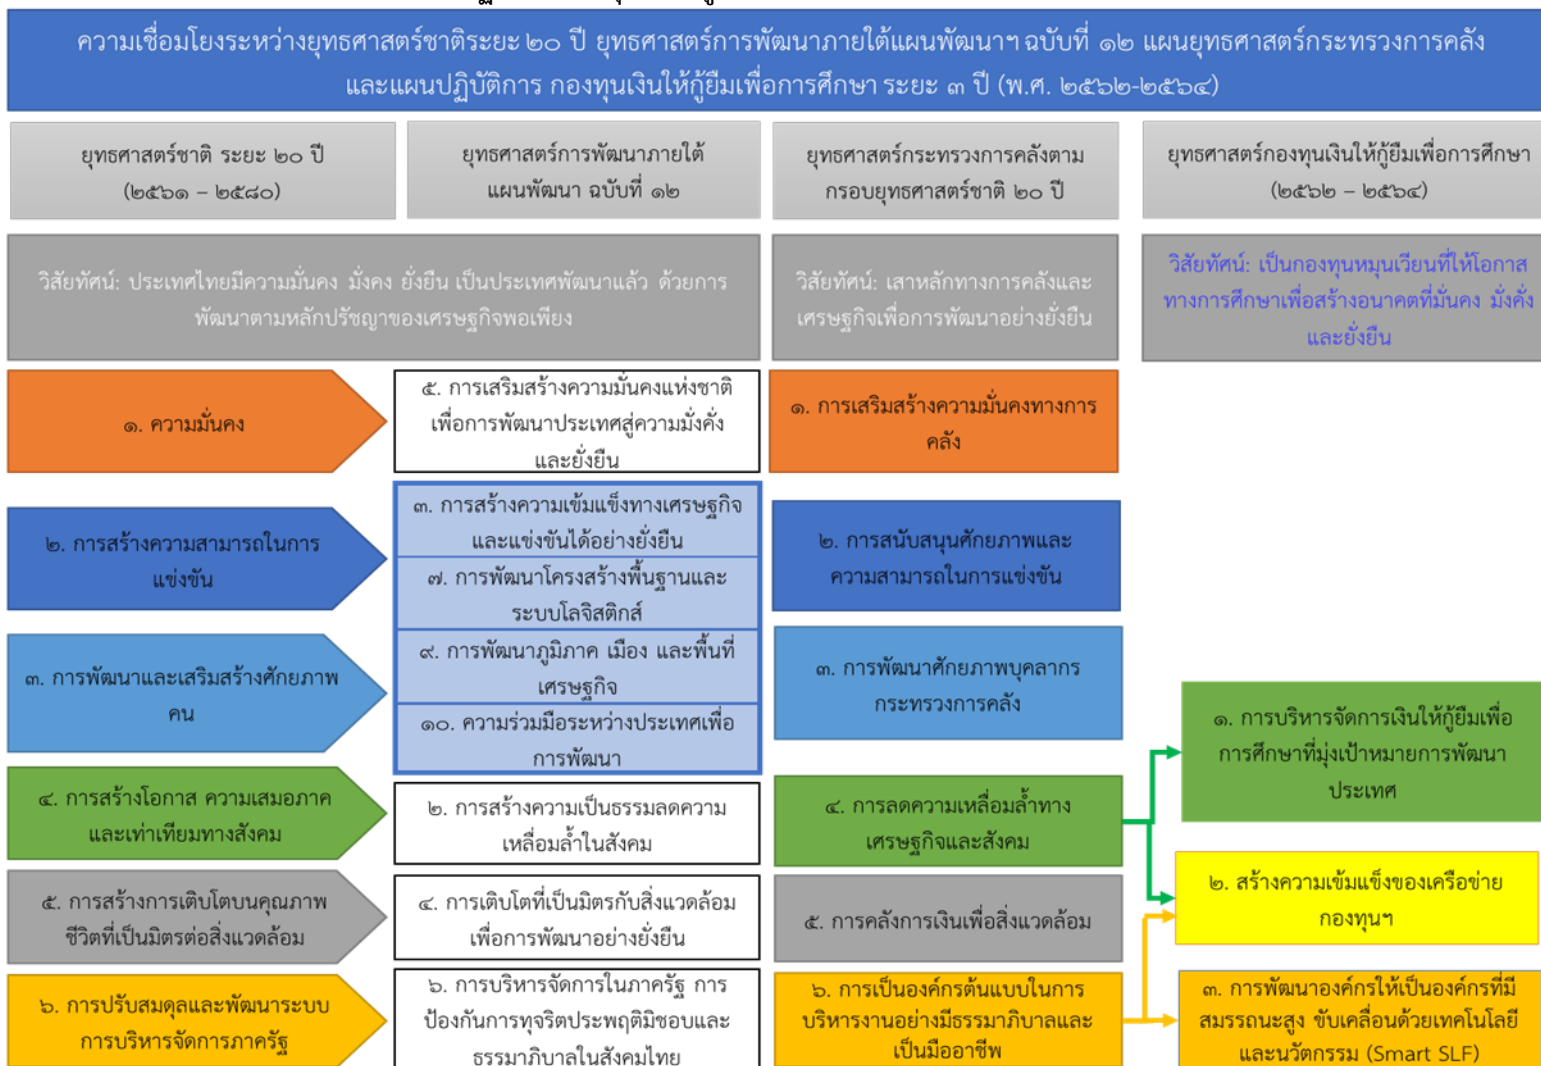 ความเชื่อมโยงระหว่างยุทธศาสตร์ชาติระยะ ๒๐ ปี ยุทธศาสตร์การพัฒนาภายใต้แผนพัฒนาฯ ฉบับที่ ๑๒ แผนยุทธศาสตร์กระทรวงการคลัง
และแผนปฏิบัติการ กองทุนเงินให้กู้ยืมเพื่อการศึกษา ระยะ ๓ ปี (พ.ศ. ๒๕๖๒-๒๕๖๔)
ยุทธศาสตร์ชาติ ระยะ ๒๐ ปี
(๒๕๖๑ – ๒๕๘๐)
ยุทธศาสตร์การพัฒนาภายใต้
แผนพัฒนา ฉบับที่ ๑๒
ยุทธศาสตร์กระทรวงการคลังตาม
กรอบยุทธศาสตร์ชาติ ๒๐ ปี
ยุทธศาสตร์กองทุนเงินให้กู้ยืมเพื่อการศึกษา
(๒๕๖๒ – ๒๕๖๔)
วิสัยทัศน์: ประเทศไทยมีความมั่นคง มั่งคง ยั่งยืน เป็นประเทศพัฒนาแล้ว ด้วยการ
พัฒนาตามหลักปรัชญาของเศรษฐกิจพอเพียง
วิสัยทัศน์: เสาหลักทางการคลังและ
เศรษฐกิจเพื่อการพัฒนาอย่างยั่งยืน
วิสัยทัศน์: เป็นกองทุนหมุนเวียนที่ให้โอกาส
ทางการศึกษาเพื่อสร้างอนาคตที่มั่นคง มั่งคั่ง
และยั่งยืน
๑. ความมั่นคง
๕. การเสริมสร้างความมั่นคงแห่งชาติ
เพื่อการพัฒนาประเทศสู่ความมั่งคั่ง
และยั่งยืน
๑. การเสริมสร้างความมั่นคงทางการ
คลัง
๒. การสร้างความสามารถในการ
แข่งขัน
๓. การสร้างความเข้มแข็งทางเศรษฐกิจ
และแข่งขันได้อย่างยั่งยืน
๗. การพัฒนาโครงสร้างพื้นฐานและ
ระบบโลจิสติกส์
๒. การสนับสนุนศักยภาพและ
ความสามารถในการแข่งขัน
๓. การพัฒนาและเสริมสร้างศักยภาพ
คน
๙. การพัฒนาภูมิภาค เมือง และพื้นที่
เศรษฐกิจ
๑๐. ความร่วมมือระหว่างประเทศเพื่อ
การพัฒนา
๓. การพัฒนาศักยภาพบุคลากร
กระทรวงการคลัง
๑. การบริหารจัดการเงินให้กู้ยืมเพื่อ
การศึกษาที่มุ่งเป้าหมายการพัฒนา
ประเทศ
๔. การสร้างโอกาส ความเสมอภาค
และเท่าเทียมทางสังคม
๒. การสร้างความเป็นธรรมลดความ
เหลื่อมล้ำในสังคม
๔. การลดความเหลื่อมล้ำทาง
เศรษฐกิจและสังคม
๒. สร้างความเข้มแข็งของเครือข่าย
กองทุนฯ
๕. การสร้างการเติบโตบนคุณภาพ
ชีวิตที่เป็นมิตรต่อสิ่งแวดล้อม
๔. การเติบโตที่เป็นมิตรกับสิ่งแวดล้อม
เพื่อการพัฒนาอย่างยั่งยืน
๕. การคลังการเงินเพื่อสิ่งแวดล้อม
๖. การปรับสมดุลและพัฒนาระบบ
การบริหารจัดการภาครัฐ
๖. การบริหารจัดการในภาครัฐ การ
ป้องกันการทุจริตประพฤติมิชอบและ
ธรรมาภิบาลในสังคมไทย
๖. การเป็นองค์กรต้นแบบในการ
บริหารงานอย่างมีธรรมาภิบาลและ
เป็นมืออาชีพ
๓. การพัฒนาองค์กรให้เป็นองค์กรที่มี
สมรรถนะสูง ขับเคลื่อนด้วยเทคโนโลยี
และนวัตกรรม (Smart SLF)